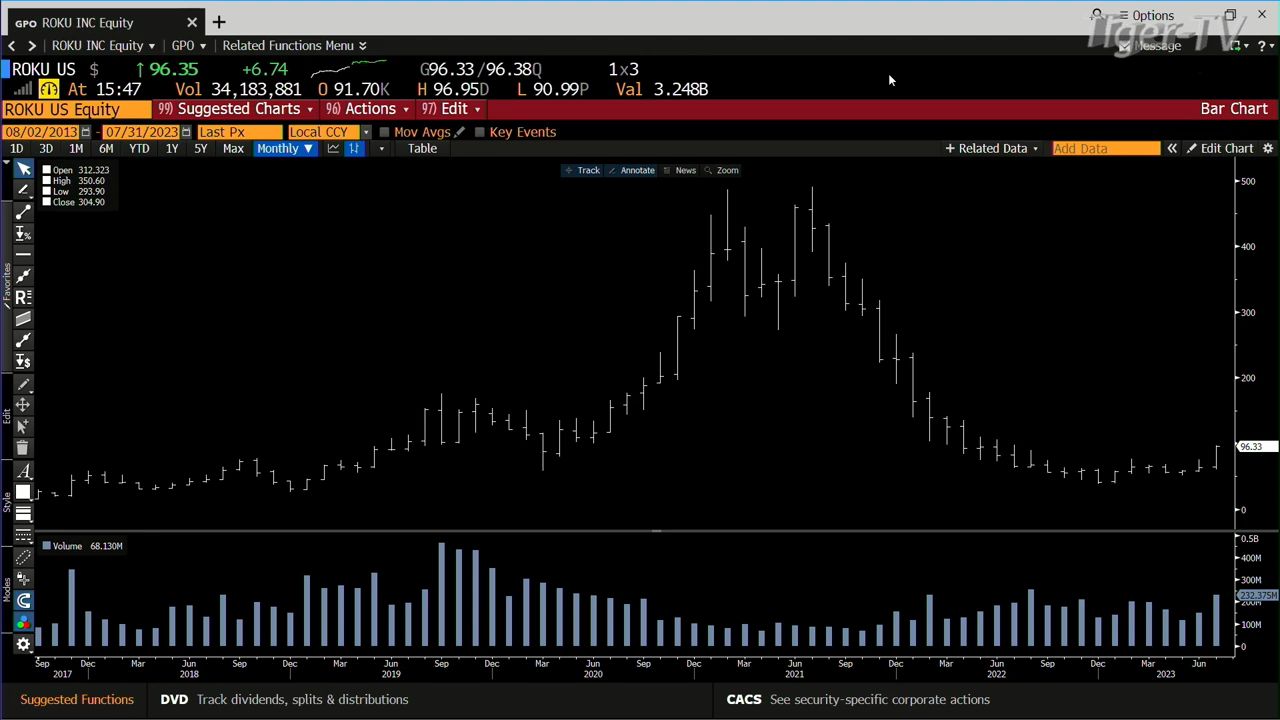 GPO ROKU INC Equity × +
Options
Tiger-TV
ROKU INC Equity GPO Related Functions Menu Message ?
ROKU US $ ↑ 96.35 +6.74 G96.33/96.38Q 1x3
At 15:47 Vol 34,183,881 O 91.70K H 96.95D L 90.99P Val 3.248B
ROKU US Equity 99) Suggested Charts 96) Actions 97) Edit Bar Chart
08/02/2013 - 07/31/2023 Last Px Local CCY Mov Avgs Key Events
1D 3D 1M 6M YTD 1Y 5Y Max Monthly ▼ Table + Related Data Add Data « Edit Chart
Track Annotate News Zoom
Open 312.323
High 350.60
Low 293.90
Close 304.90
500
400
300
200
96.33
0
Favorites
Edit
Style
Modes
Volume 68.130M
0.5B
400M
300M
232.375M
200M
100M
0
Sep Dec Mar Jun Sep Dec Mar Jun Sep Dec Mar Jun Sep Dec Mar Jun Sep Dec Mar Jun Sep Dec Mar Jun
2017 2018 2019 2020 2021 2022 2023
Suggested Functions DVD Track dividends, splits & distributions CACS See security-specific corporate actions